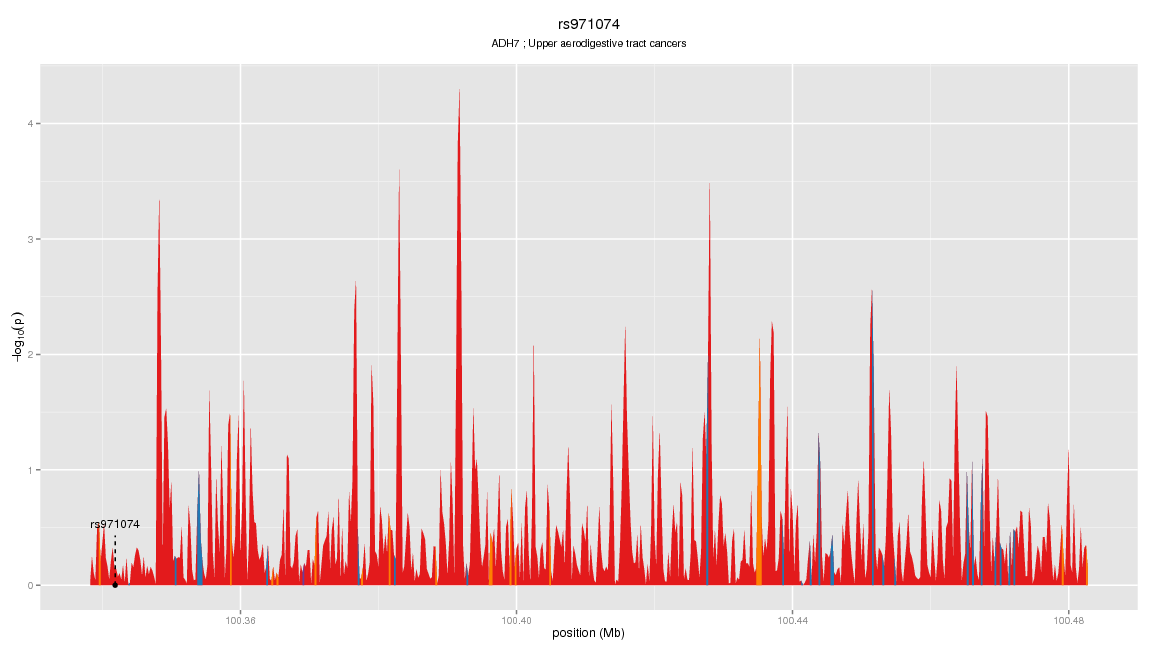 rs971074
ADH7 ; Upper aerodigestive tract cancers
4
3
2
1
0
−log10(p)
rs971074
100.36
100.40
100.44
100.48
position (Mb)